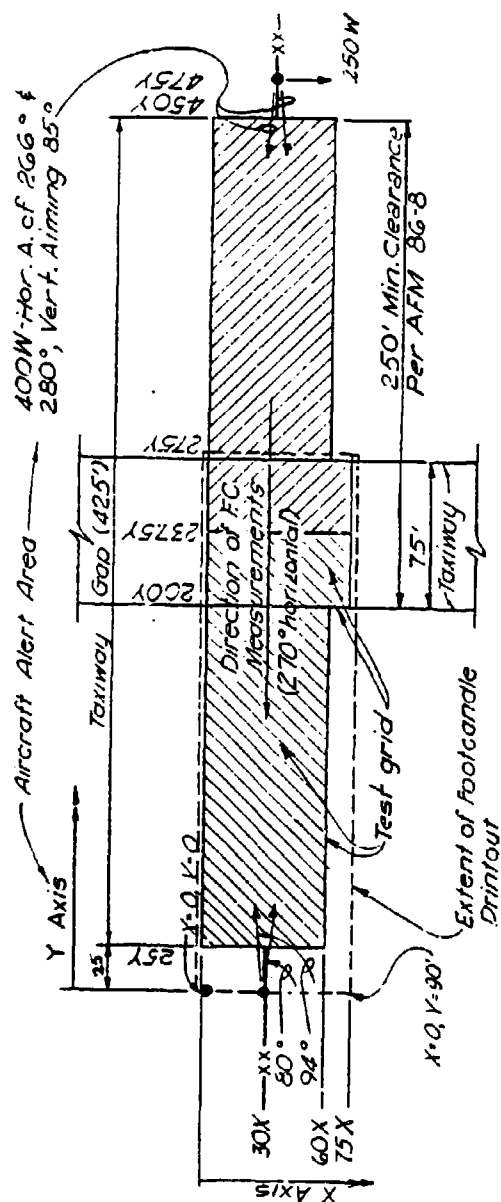 Aircraft Alert Area
400W-Hor. A. of 266° &
280°, Vert. Aiming 85°
Y Axis
Taxiway Gap (425')
25
25Y
200Y
237.5Y
275Y
450Y
475Y
X=0, Y=0
xx
30X
80°
94°
60X
75X
X Axis
Direction of F.C.
Measurements
(270° horizontal)
xx
250W
Test grid
75'
Taxiway
250' Min. Clearance
Per AFM 86-8
Extent of Footcandle
Printout
X=0, Y=90'